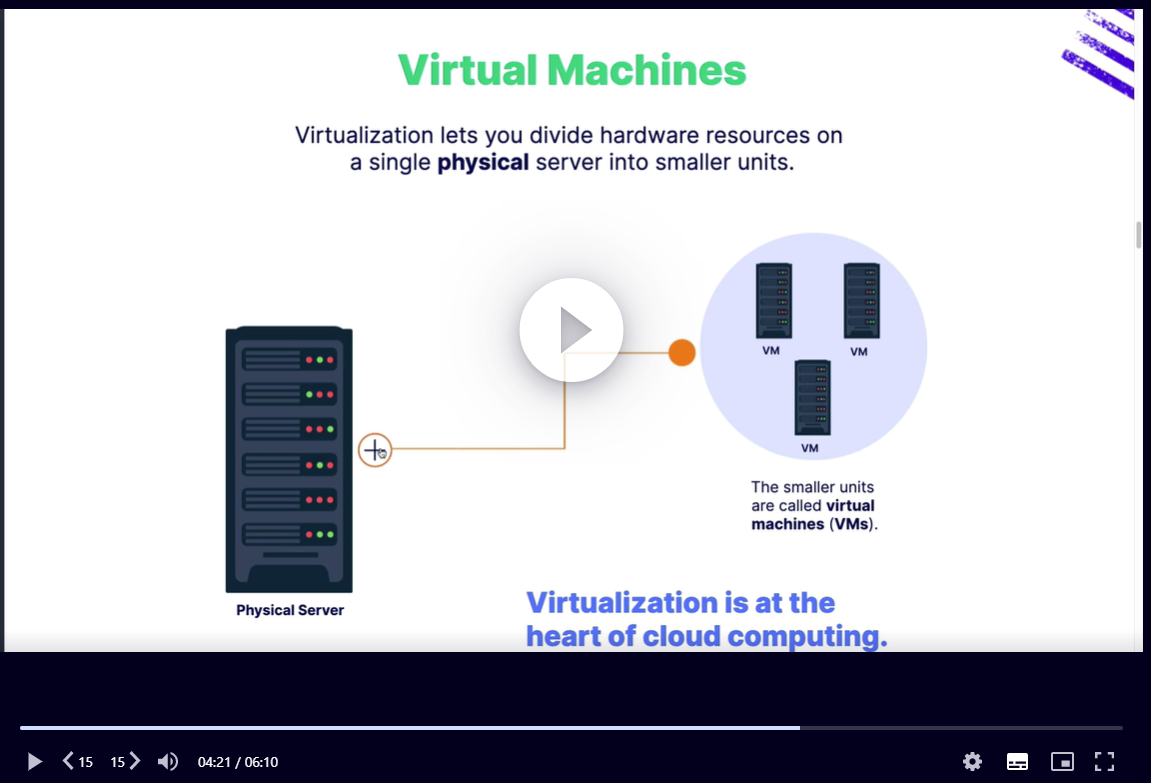 Virtual Machines
Virtualization lets you divide hardware resources on
a single physical server into smaller units.
VM
VM
VM
The smaller units
are called virtual
machines (VMs).
Physical Server
Virtualization is at the
heart of cloud computing.
15
15
04:21 / 06:10